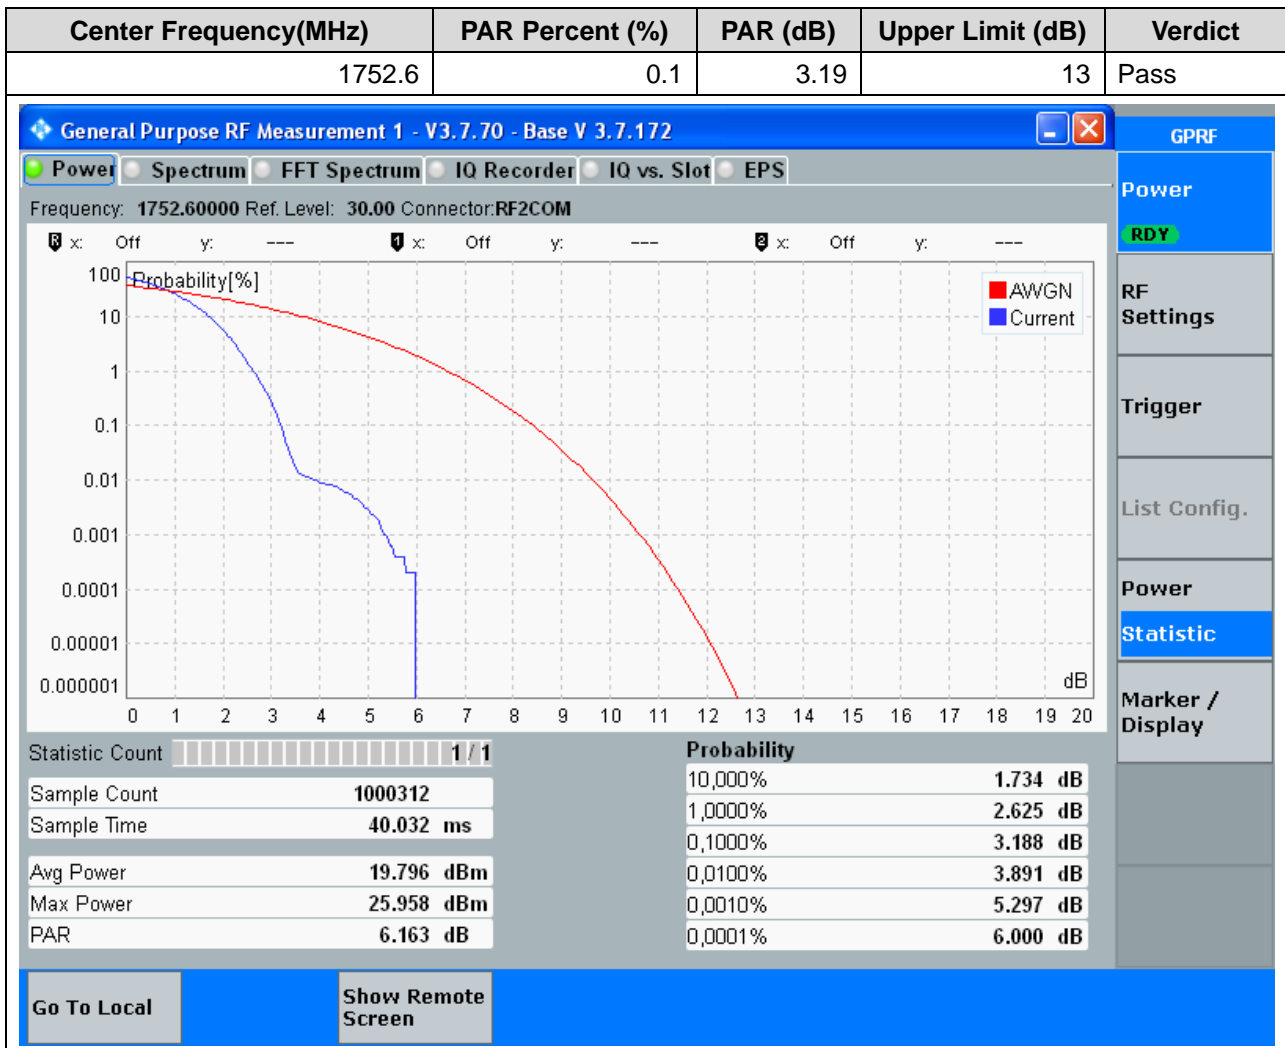 Center Frequency(MHz) PAR Percent (%) PAR (dB) Upper Limit (dB) Verdict
1752.6 0.1 3.19 13 Pass
General Purpose RF Measurement 1 - V3.7.70 - Base V 3.7.172
GPRF
Power Spectrum FFT Spectrum IQ Recorder IQ vs. Slot EPS
Power
RDY
Frequency: 1752.60000 Ref. Level: 30.00 Connector:RF2COM
R x: Off y: --- 1 x: Off y: --- 2 x: Off y: ---
Probability[%]
AWGN
Current
100
10
1
0.1
0.01
0.001
0.0001
0.00001
0.000001
dB
0 1 2 3 4 5 6 7 8 9 10 11 12 13 14 15 16 17 18 19 20
RF
Settings
Trigger
List Config.
Power
Statistic
Marker /
Display
Statistic Count 1 / 1
Sample Count 1000312
Sample Time 40.032 ms
Avg Power 19.796 dBm
Max Power 25.958 dBm
PAR 6.163 dB
Probability
10,000% 1.734 dB
1,0000% 2.625 dB
0,1000% 3.188 dB
0,0100% 3.891 dB
0,0010% 5.297 dB
0,0001% 6.000 dB
Go To Local
Show Remote
Screen